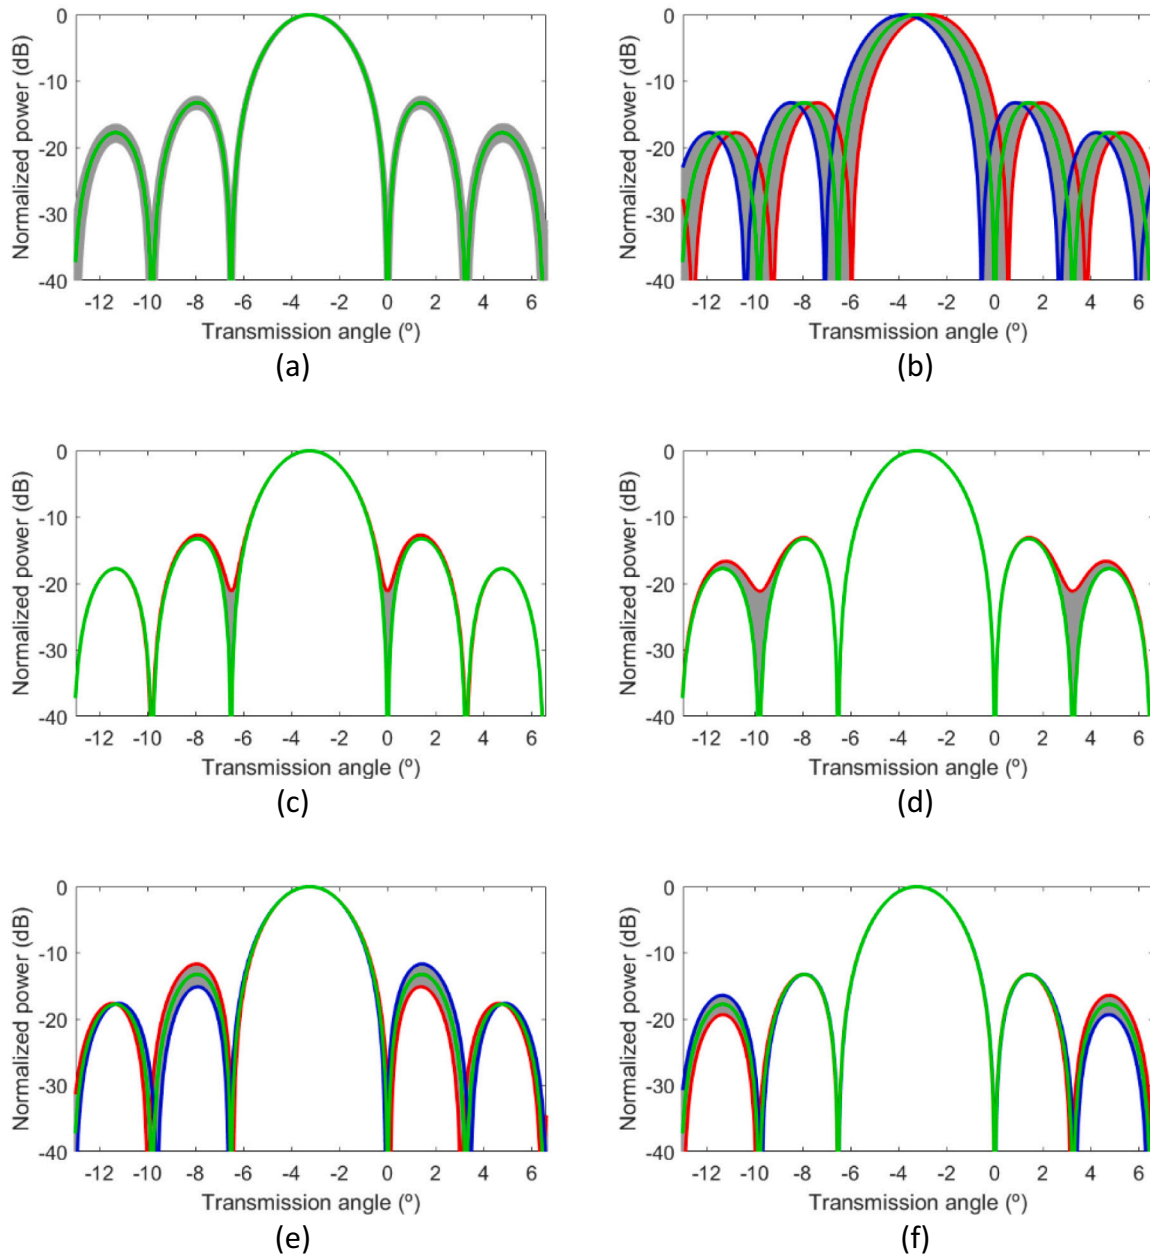 0
-10
-20
-30
-40
Normalized power (dB)
-12 -10 -8 -6 -4 -2 0 2 4 6
Transmission angle (º)
(a)
0
-10
-20
-30
-40
Normalized power (dB)
-12 -10 -8 -6 -4 -2 0 2 4 6
Transmission angle (º)
(b)
0
-10
-20
-30
-40
Normalized power (dB)
-12 -10 -8 -6 -4 -2 0 2 4 6
Transmission angle (º)
(c)
0
-10
-20
-30
-40
Normalized power (dB)
-12 -10 -8 -6 -4 -2 0 2 4 6
Transmission angle (º)
(d)
0
-10
-20
-30
-40
Normalized power (dB)
-12 -10 -8 -6 -4 -2 0 2 4 6
Transmission angle (º)
(e)
0
-10
-20
-30
-40
Normalized power (dB)
-12 -10 -8 -6 -4 -2 0 2 4 6
Transmission angle (º)
(f)